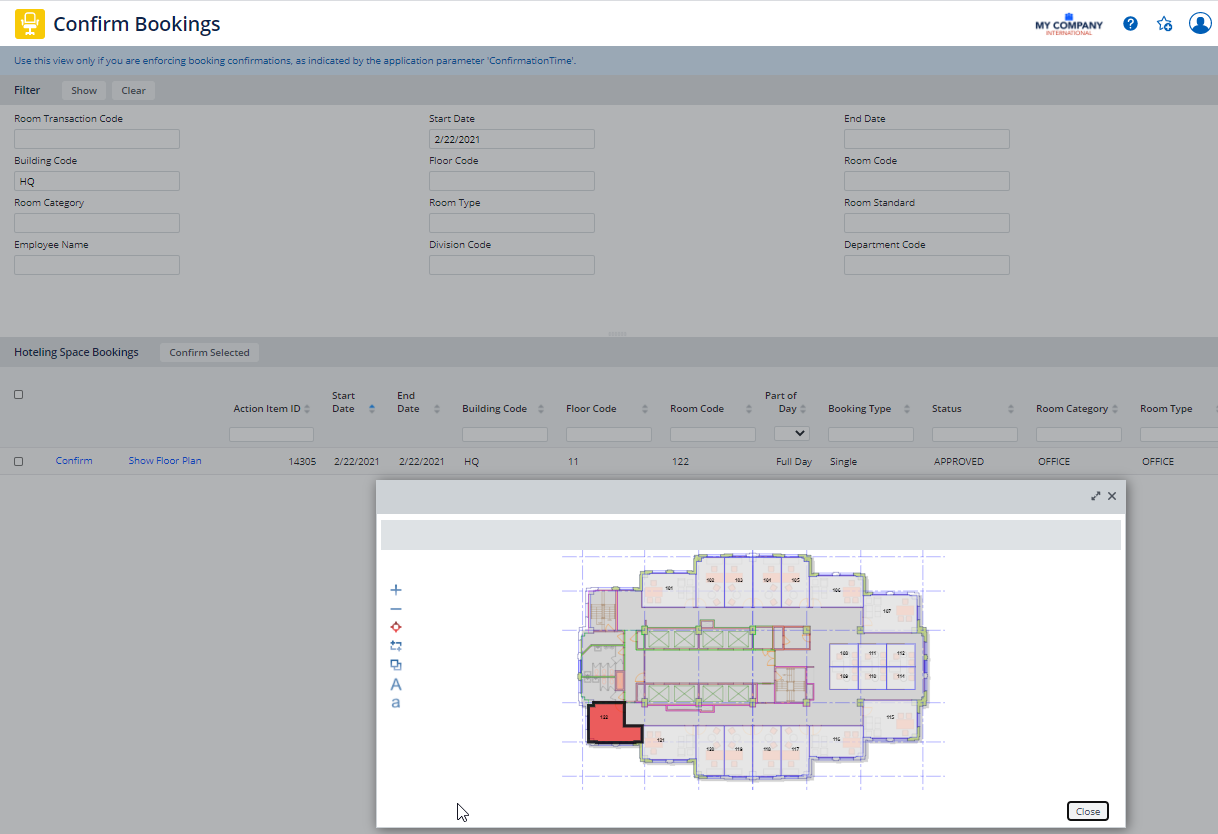 Confirm Bookings
MY COMPANY
INTERNATIONAL
?
Use this view only if you are enforcing booking confirmations, as indicated by the application parameter 'ConfirmationTime'.
Filter Show Clear
Room Transaction Code Start Date End Date
2/22/2021
Building Code Floor Code Room Code
HQ
Room Category Room Type Room Standard
Employee Name Division Code Department Code
Hoteling Space Bookings Confirm Selected
Action Item ID Start Date End Date Building Code Floor Code Room Code Part of Day Booking Type Status Room Category Room Type
Confirm Show Floor Plan 14305 2/22/2021 2/22/2021 HQ 11 122 Full Day Single APPROVED OFFICE OFFICE
101 102 103 104 105 106
107
111 112
109 110 114
122 115
121 120 119 118 117 116
A
a
Close